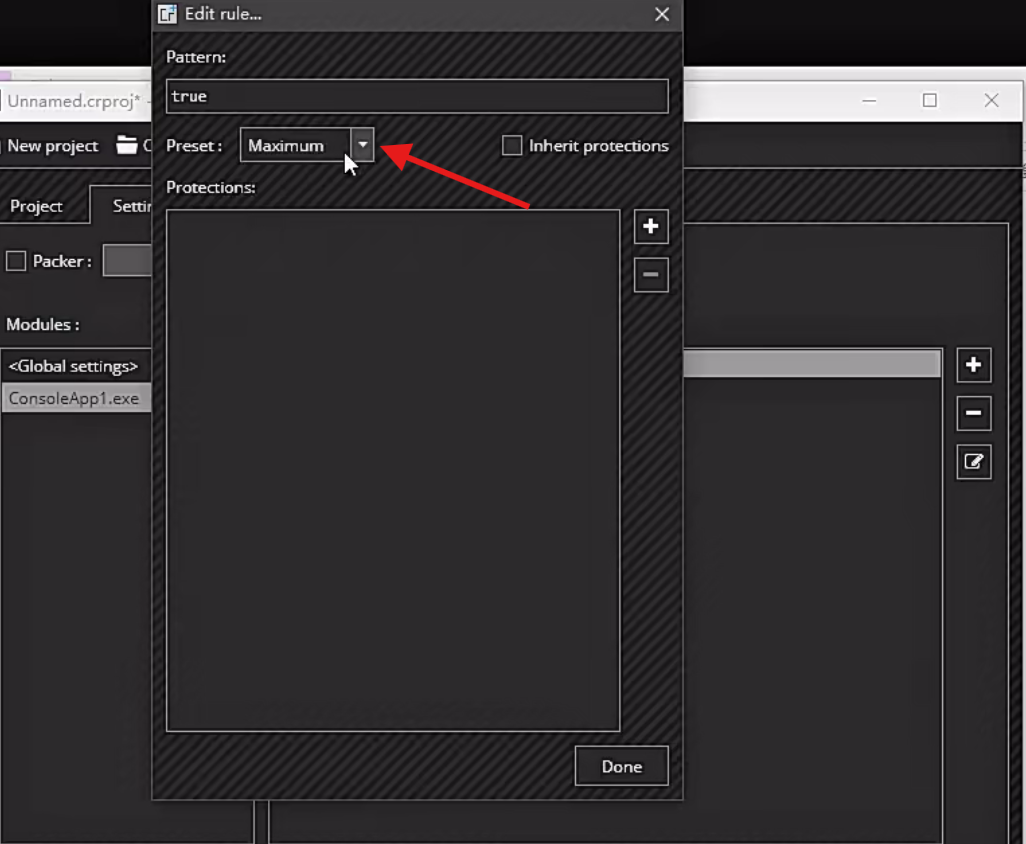 Edit rule...
Pattern:
true
Unnamed.crproj*
New project
Preset :
Maximum
Inherit protections
Protections:
Project
Packer :
Modules :
<Global settings>
ConsoleApp1.exe
Done